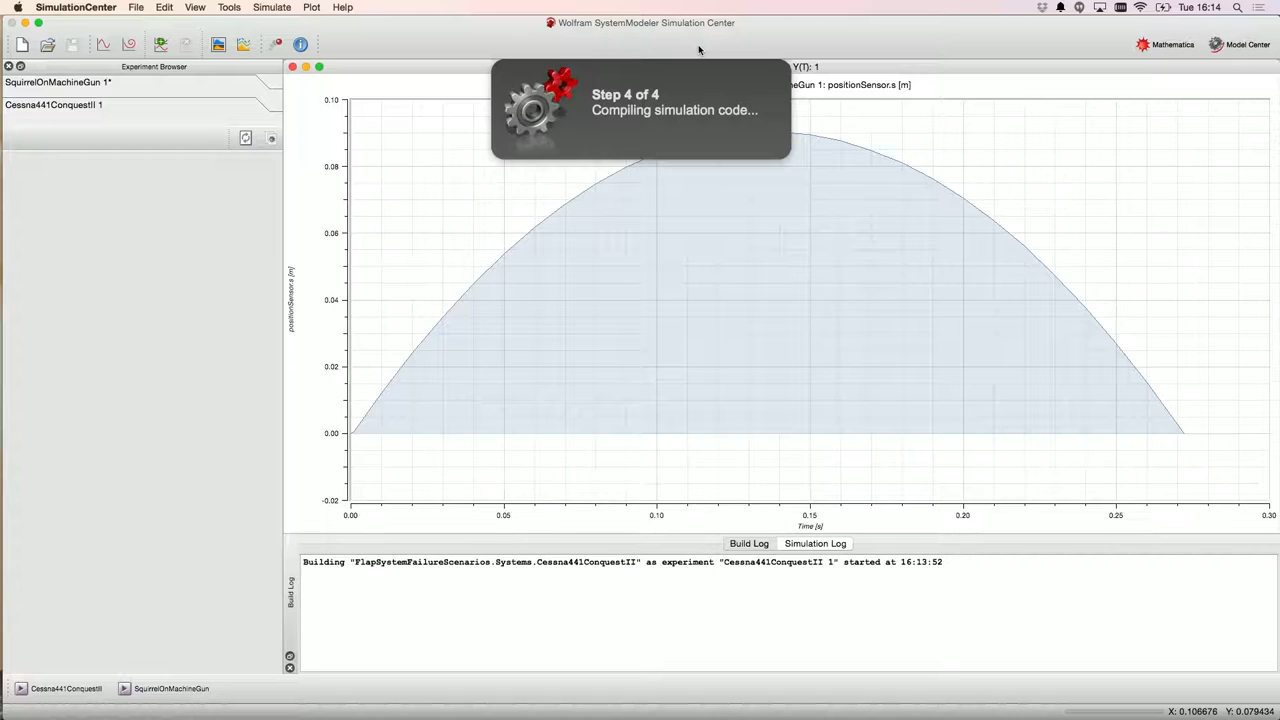 SimulationCenter File Edit View Tools Simulate Plot Help Tue 16:14
Wolfram SystemModeler Simulation Center
Mathematica Model Center
Experiment Browser
Y(T): 1
SquirrelOnMachineGun 1*
Cessna441ConquestII 1
eGun 1: positionSensor.s [m]
Step 4 of 4
Compiling simulation code...
0.10
0.08
0.06
0.04
0.02
0.00
-0.02
positionSensor.s [m]
0.00 0.05 0.10 0.15 0.20 0.25 0.30
Time [s]
Build Log Simulation Log
Building "FlapSystemFailureScenarios.Systems.Cessna441ConquestII" as experiment "Cessna441ConquestII 1" started at 16:13:52
Build Log
Cessna441ConquestII SquirrelOnMachineGun
X: 0.106676 Y: 0.079434